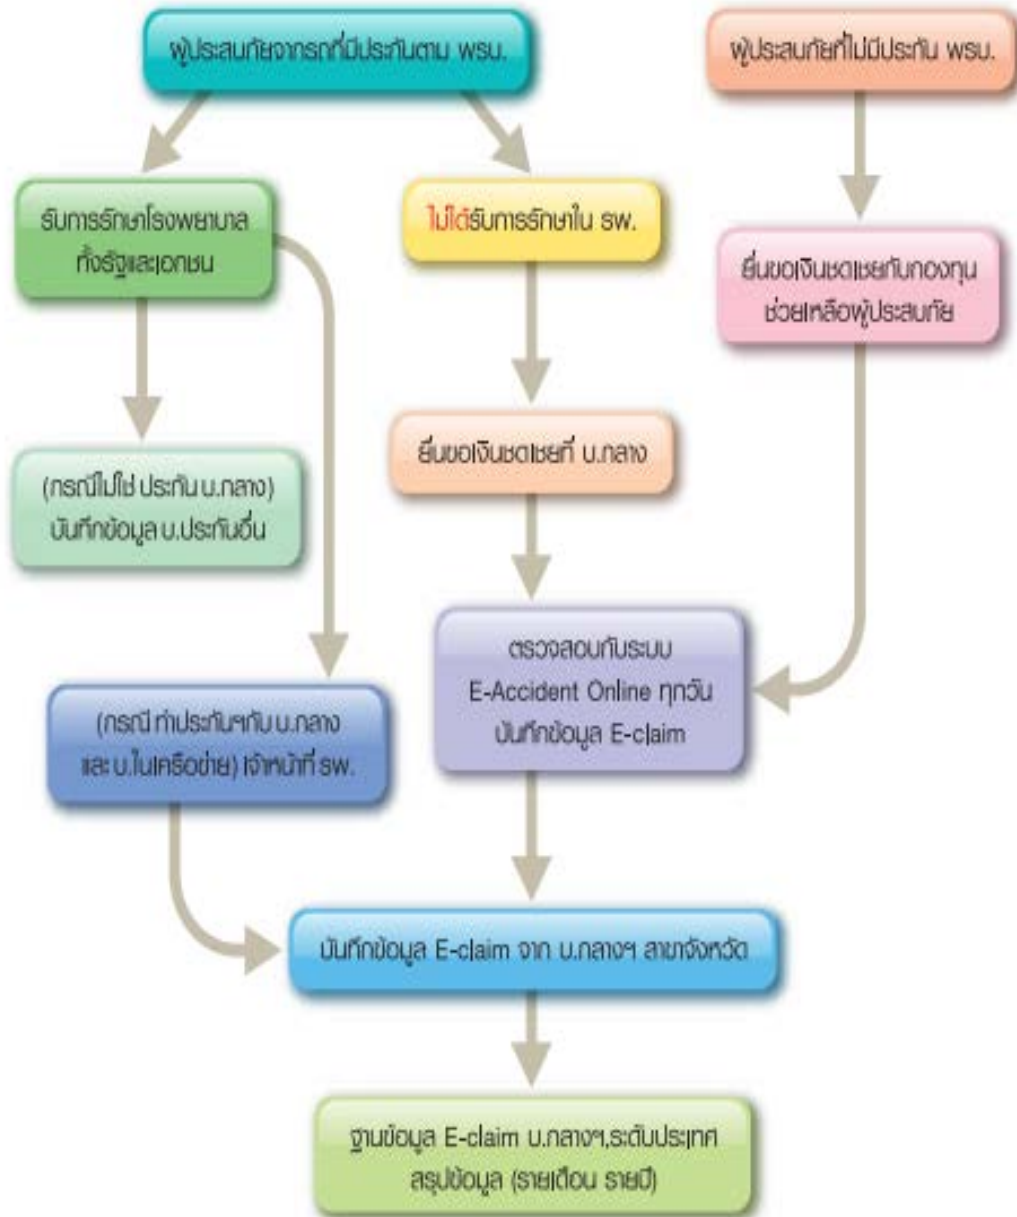 ผู้ประสบภัยจากรถที่มีประกันตาม พรบ.
ผู้ประสบภัยที่ไม่มีประกัน พรบ.
รับการรักษาโรงพยาบาล
ทั้งรัฐและเอกชน
ไม่ได้รับการรักษาใน รพ.
ยื่นขอเงินชดเชยกับกองทุน
ช่วยเหลือผู้ประสบภัย
(กรณีไม่ใช่ ประกัน บ.กลาง)
บันทึกข้อมูล บ.ประกันอื่น
ยื่นขอเงินชดเชยที่ บ.กลาง
ตรวจสอบกับระบบ
E-Accident Online ทุกวัน
บันทึกข้อมูล E-claim
(กรณี ทำประกันฯกับ บ.กลาง
และ บ.ในเครือข่าย) เจ้าหน้าที่ รพ.
บันทึกข้อมูล E-claim จาก บ.กลางฯ สาขาจังหวัด
ฐานข้อมูล E-claim บ.กลางฯ,ระดับประเทศ
สรุปข้อมูล (รายเดือน รายปี)